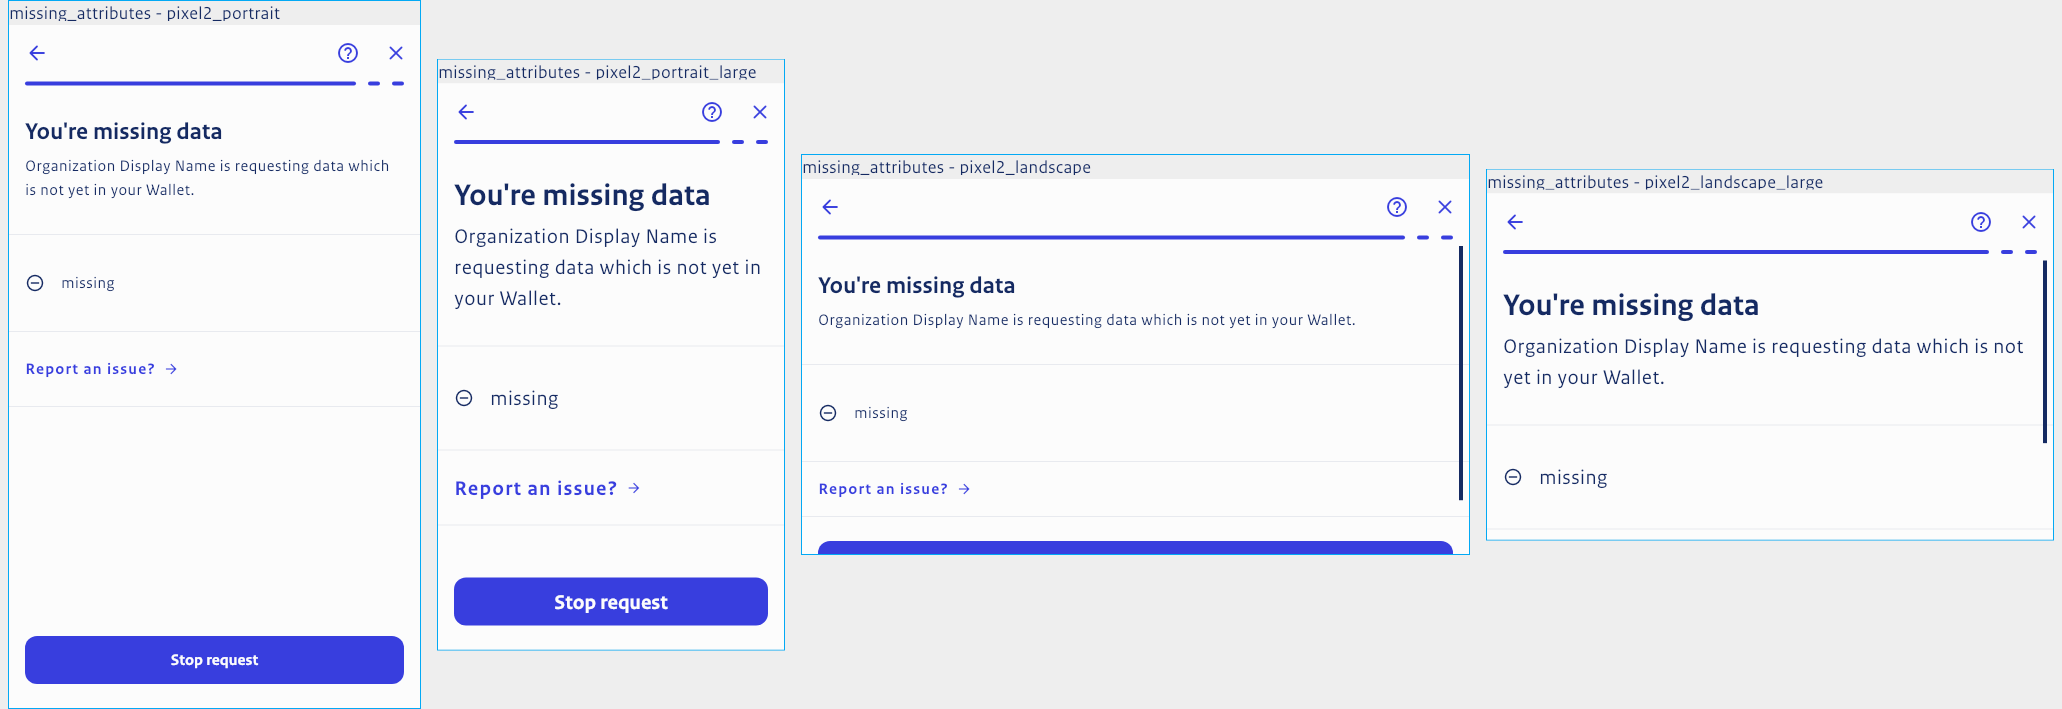 missing_attributes - pixel2_portrait
You're missing data
Organization Display Name is requesting data which
is not yet in your Wallet.
missing
Report an issue?
Stop request
missing_attributes - pixel2_portrait_large
You're missing data
Organization Display Name is
requesting data which is not yet in
your Wallet.
missing
Report an issue?
Stop request
missing_attributes - pixel2_landscape
You're missing data
Organization Display Name is requesting data which is not yet in your Wallet.
missing
Report an issue?
missing_attributes - pixel2_landscape_large
You're missing data
Organization Display Name is requesting data which is not
yet in your Wallet.
missing